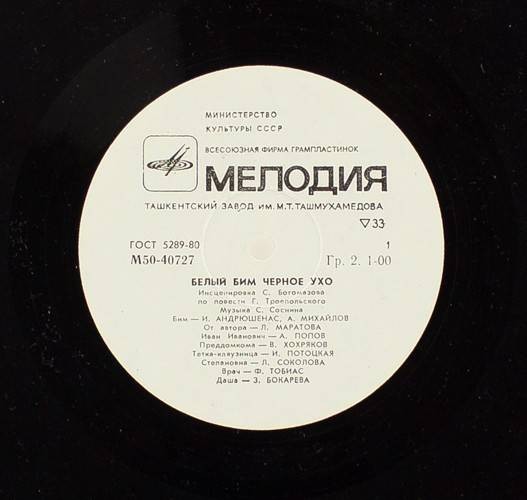 МИНИСТЕРСТВО
КУЛЬТУРЫ СССР
ВСЕСОЮЗНАЯ ФИРМА ГРАМПЛАСТИНОК
МЕЛОДИЯ
ТАШКЕНТСКИЙ ЗАВОД ИМ. М.Т. ТАШМУХАМЕДОВА
▽33
ГОСТ 5289-80 1
М50-40727 Гр. 2. 1-00
БЕЛЫЙ БИМ ЧЕРНОЕ УХО
Инсценировка С. Богомазова
по повести Г. Троепольского
Музыка С. Соснина
Бим — И. АНДРЮШЕНАС, А. МИХАЙЛОВ
От автора — Л. МАРАТОВА
Иван Иванович — А. ПОПОВ
Преддомкома — В. ХОХРЯКОВ
Тетка-кляузница — И. ПОТОЦКАЯ
Степановна — Л. СОКОЛОВА
Врач — Ф. ТОБИАС
Даша — З. БОКАРЕВА